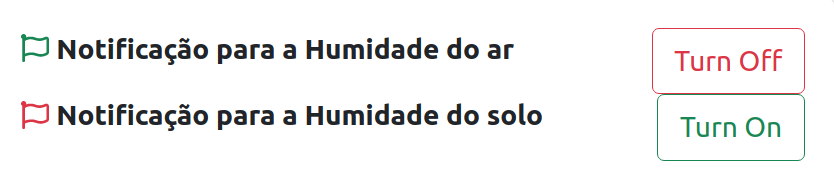 Notificação para a Humidade do ar
Turn Off
Notificação para a Humidade do solo
Turn On